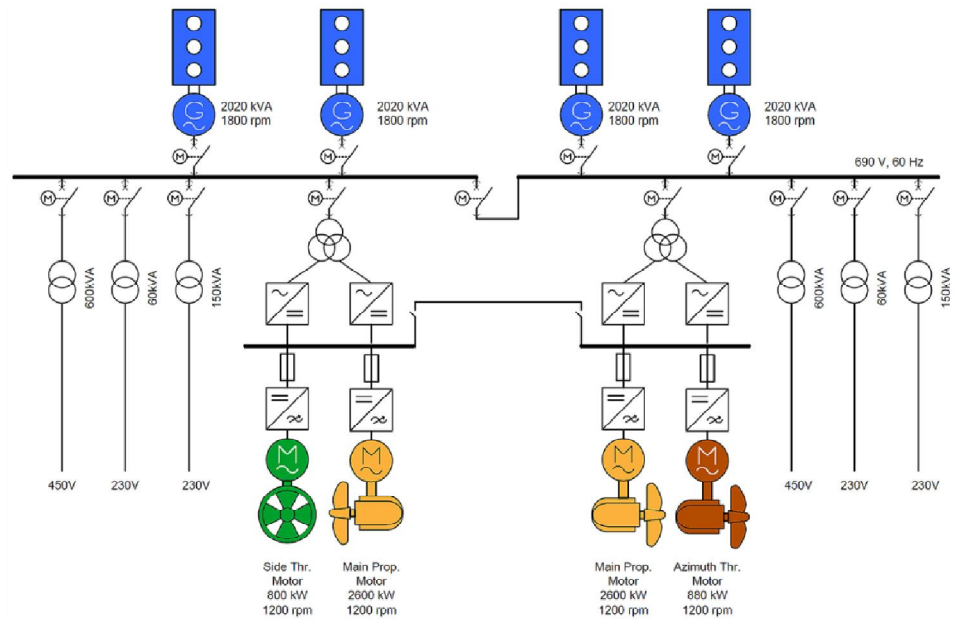 G
2020 kVA
1800 rpm
G
2020 kVA
1800 rpm
G
2020 kVA
1800 rpm
G
2020 kVA
1800 rpm
M
M
M
M
690 V, 60 Hz
M
M
M
M
M
M
M
M
M
600kVA
60kVA
150kVA
600kVA
60kVA
150kVA
M
M
M
M
450V
230V
230V
450V
230V
230V
Side Thr.
Motor
800 kW
1200 rpm
Main Prop.
Motor
2600 kW
1200 rpm
Main Prop.
Motor
2600 kW
1200 rpm
Azimuth Thr.
Motor
880 kW
1200 rpm